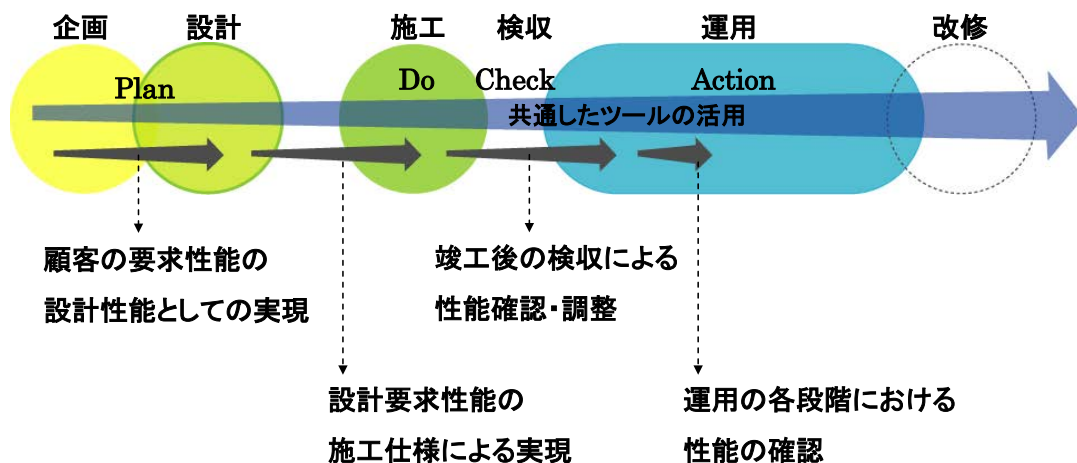 企画
設計
施工
検収
運用
改修
Plan
Do
Check
Action
共通したツールの活用
顧客の要求性能の
設計性能としての実現
竣工後の検収による
性能確認・調整
設計要求性能の
施工仕様による実現
運用の各段階における
性能の確認